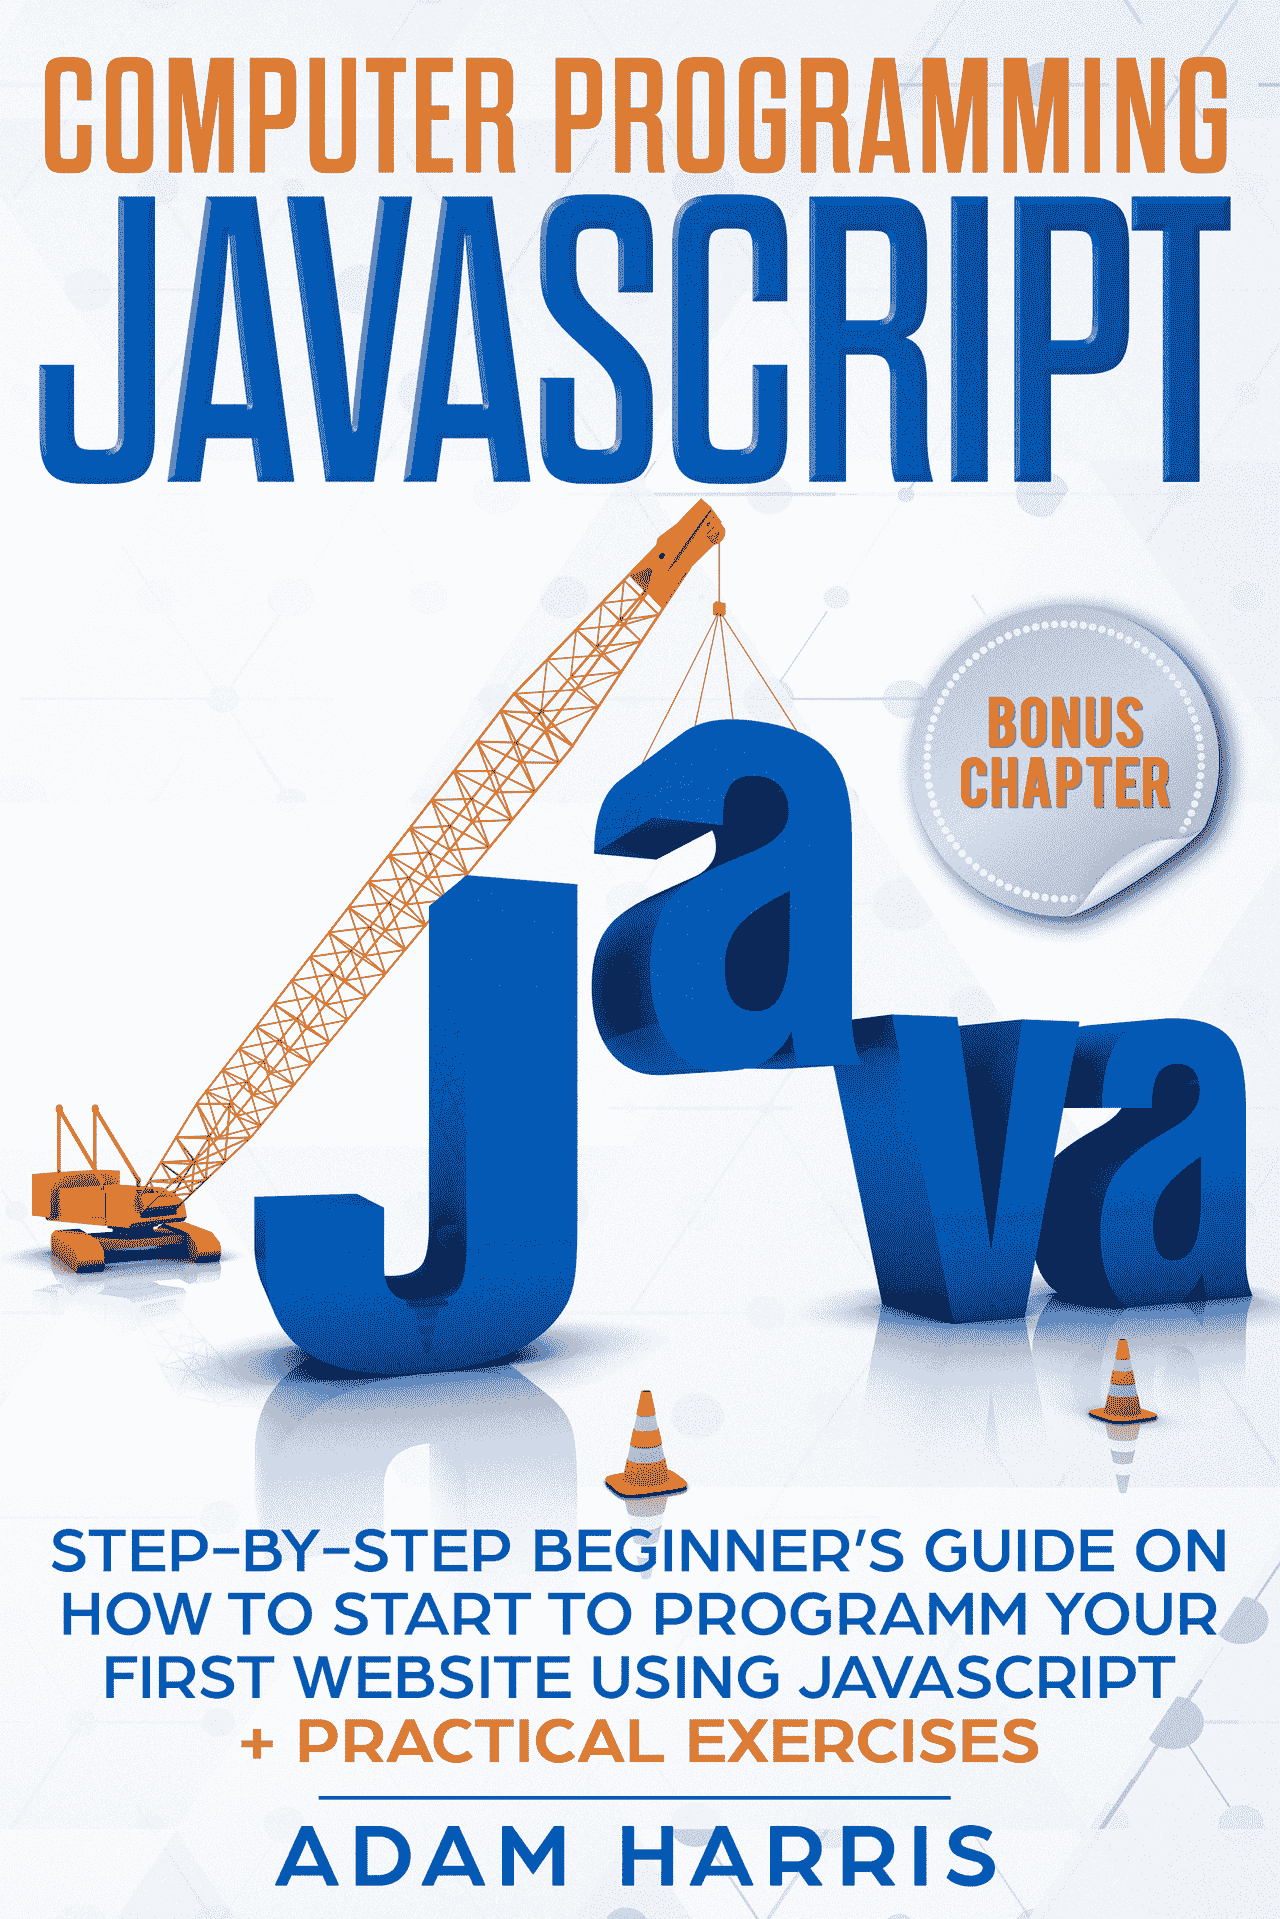 COMPUTER PROGRAMMING
JAVASCRIPT
BONUS
CHAPTER
Java
STEP-BY-STEP BEGINNER'S GUIDE ON
HOW TO START TO PROGRAMM YOUR
FIRST WEBSITE USING JAVASCRIPT
+ PRACTICAL EXERCISES
ADAM HARRIS